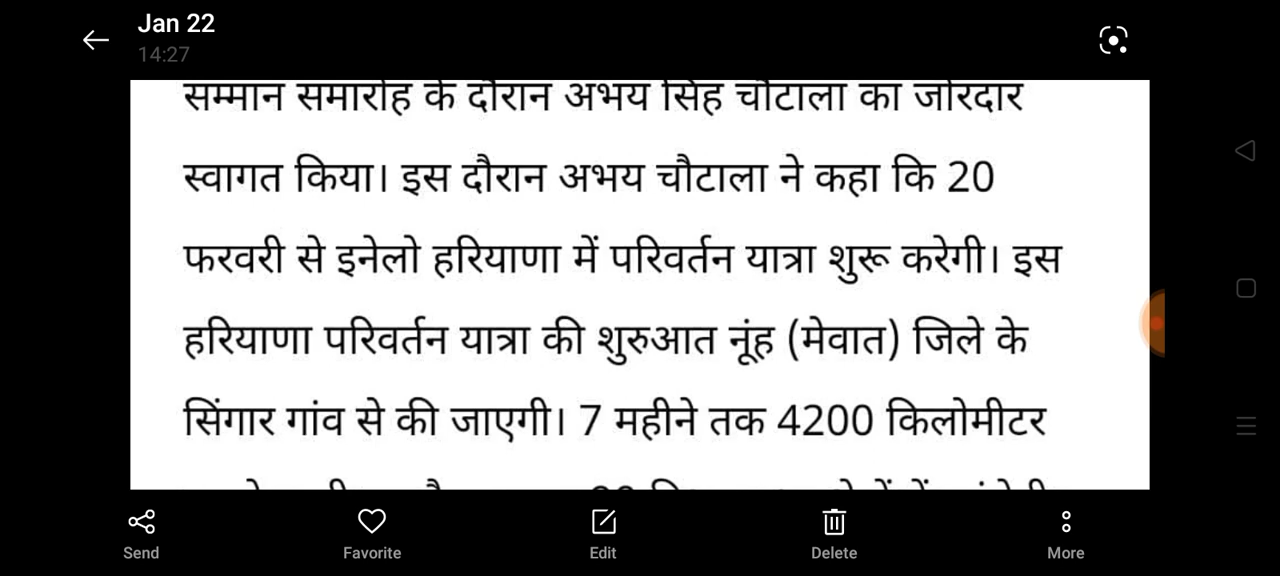 Jan 22
14:27
सम्मान समारोह के दौरान अभय सिंह चौटाला का जोरदार
स्वागत किया। इस दौरान अभय चौटाला ने कहा कि 20
फरवरी से इनेलो हरियाणा में परिवर्तन यात्रा शुरू करेगी। इस
हरियाणा परिवर्तन यात्रा की शुरुआत नूंह (मेवात) जिले के
सिंगार गांव से की जाएगी। 7 महीने तक 4200 किलोमीटर
Send Favorite Edit Delete More